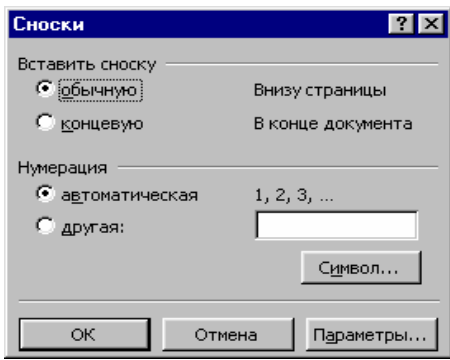 Сноски
Вставить сноску
обычную Внизу страницы
концевую В конце документа
Нумерация
автоматическая 1, 2, 3, ...
другая:
Символ...
ОК Отмена Параметры...